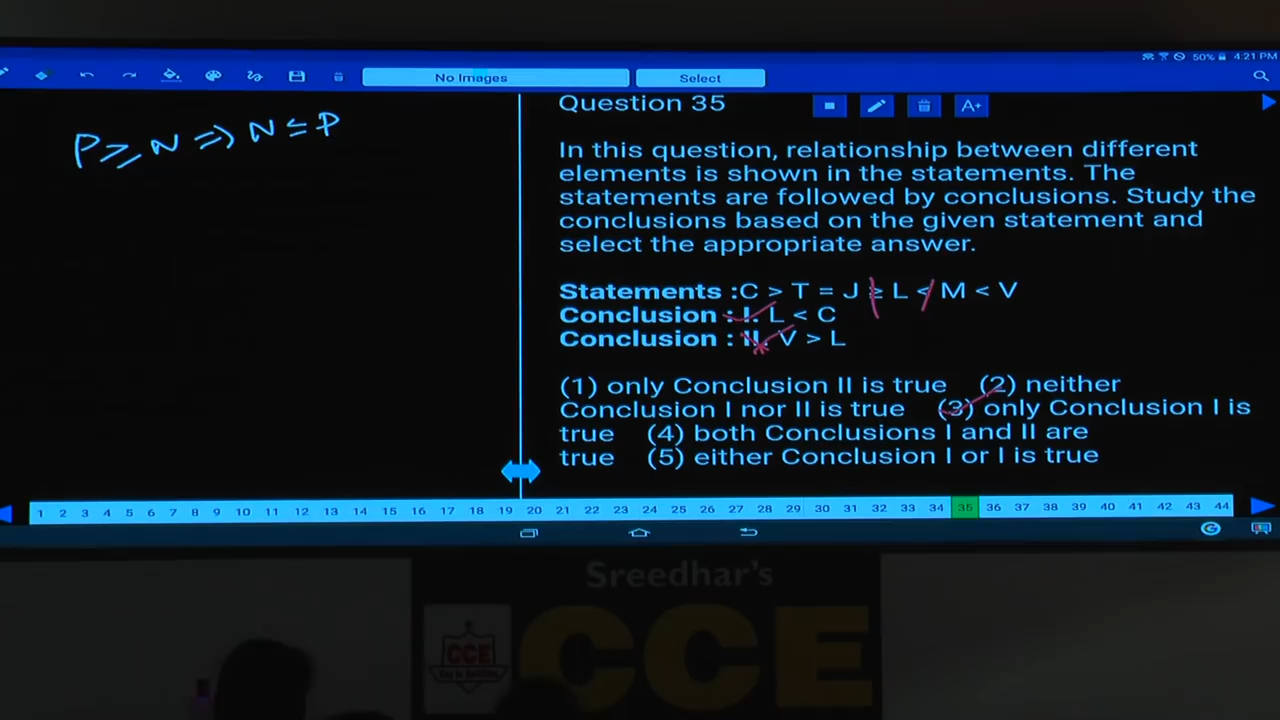 50% 4:21 PM
No Images Select
Question 35 A+
P ≥ N ⇒ N ≤ P
In this question, relationship between different
elements is shown in the statements. The
statements are followed by conclusions. Study the
conclusions based on the given statement and
select the appropriate answer.
Statements :C > T = J ≥ L < M < V
Conclusion : I. L < C
Conclusion : II. V > L
(1) only Conclusion II is true (2) neither
Conclusion I nor II is true (3) only Conclusion I is
true (4) both Conclusions I and II are
true (5) either Conclusion I or I is true
1 2 3 4 5 6 7 8 9 10 11 12 13 14 15 16 17 18 19 20 21 22 23 24 25 26 27 28 29 30 31 32 33 34 35 36 37 38 39 40 41 42 43 44
Sreedhar's
CCE
CCE